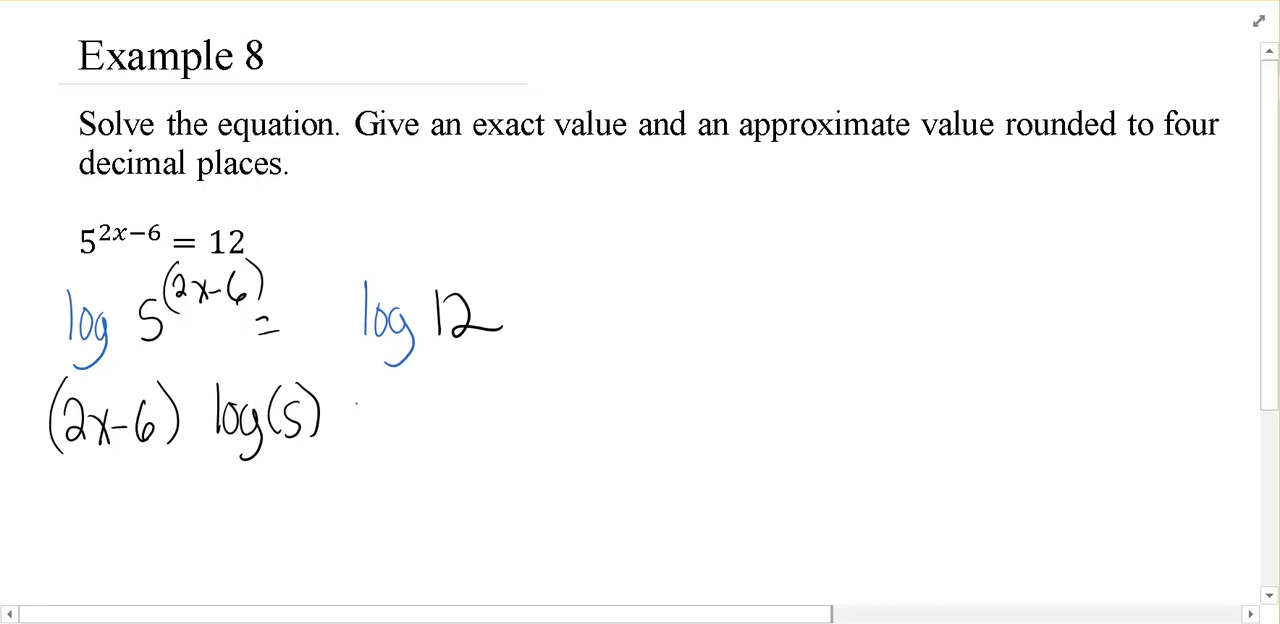 Example 8
Solve the equation. Give an exact value and an approximate value rounded to four
decimal places.
5^{2x−6} = 12
log 5^{(2x-6)} = log 12
(2x-6) log(5)